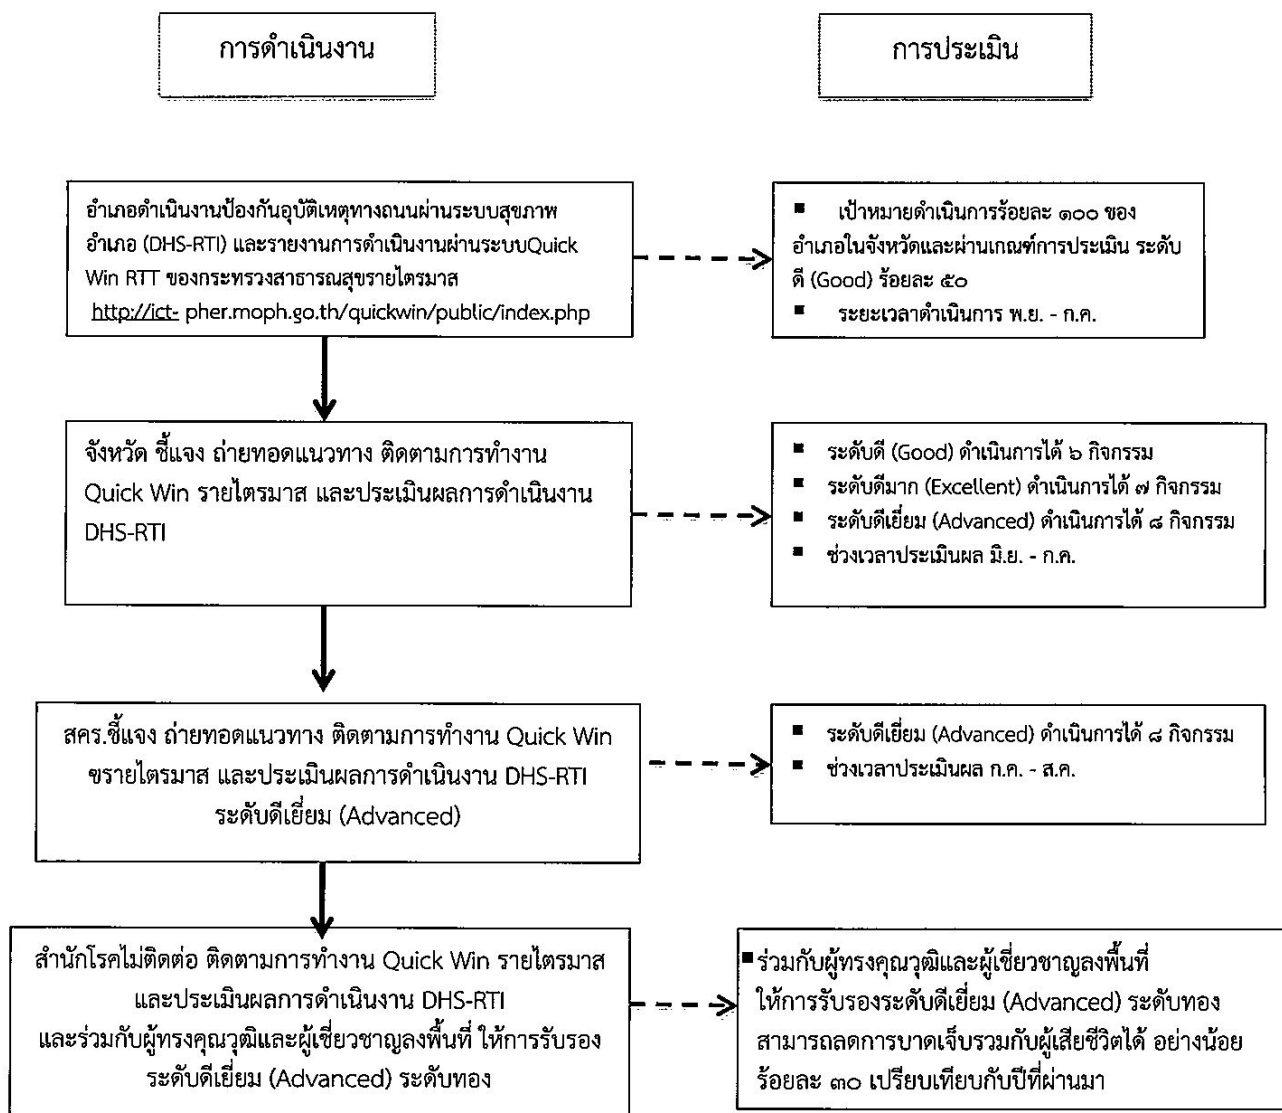 การดำเนินงาน
การประเมิน
อำเภอดำเนินงานป้องกันอุบัติเหตุทางถนนผ่านระบบสุขภาพ
อำเภอ (DHS-RTI) และรายงานการดำเนินงานผ่านระบบQuick
Win RTT ของกระทรวงสาธารณสุขรายไตรมาส
http://ict- pher.moph.go.th/quickwin/public/index.php
■ เป้าหมายดำเนินการร้อยละ ๑๐๐ ของ
อำเภอในจังหวัดและผ่านเกณฑ์การประเมิน ระดับ
ดี (Good) ร้อยละ ๕๐
■ ระยะเวลาดำเนินการ พ.ย. - ก.ค.
จังหวัด ชี้แจง ถ่ายทอดแนวทาง ติดตามการทำงาน
Quick Win รายไตรมาส และประเมินผลการดำเนินงาน
DHS-RTI
■ ระดับดี (Good) ดำเนินการได้ ๖ กิจกรรม
■ ระดับดีมาก (Excellent) ดำเนินการได้ ๗ กิจกรรม
■ ระดับดีเยี่ยม (Advanced) ดำเนินการได้ ๘ กิจกรรม
■ ช่วงเวลาประเมินผล มิ.ย. - ก.ค.
สคร.ชี้แจง ถ่ายทอดแนวทาง ติดตามการทำงาน Quick Win
ขรายไตรมาส และประเมินผลการดำเนินงาน DHS-RTI
ระดับดีเยี่ยม (Advanced)
■ ระดับดีเยี่ยม (Advanced) ดำเนินการได้ ๘ กิจกรรม
■ ช่วงเวลาประเมินผล ก.ค. - ส.ค.
สำนักโรคไม่ติดต่อ ติดตามการทำงาน Quick Win รายไตรมาส
และประเมินผลการดำเนินงาน DHS-RTI
และร่วมกับผู้ทรงคุณวุฒิและผู้เชี่ยวชาญลงพื้นที่ ให้การรับรอง
ระดับดีเยี่ยม (Advanced) ระดับทอง
■ ร่วมกับผู้ทรงคุณวุฒิและผู้เชี่ยวชาญลงพื้นที่
ให้การรับรองระดับดีเยี่ยม (Advanced) ระดับทอง
สามารถลดการบาดเจ็บรวมกับผู้เสียชีวิตได้ อย่างน้อย
ร้อยละ ๓๐ เปรียบเทียบกับปีที่ผ่านมา